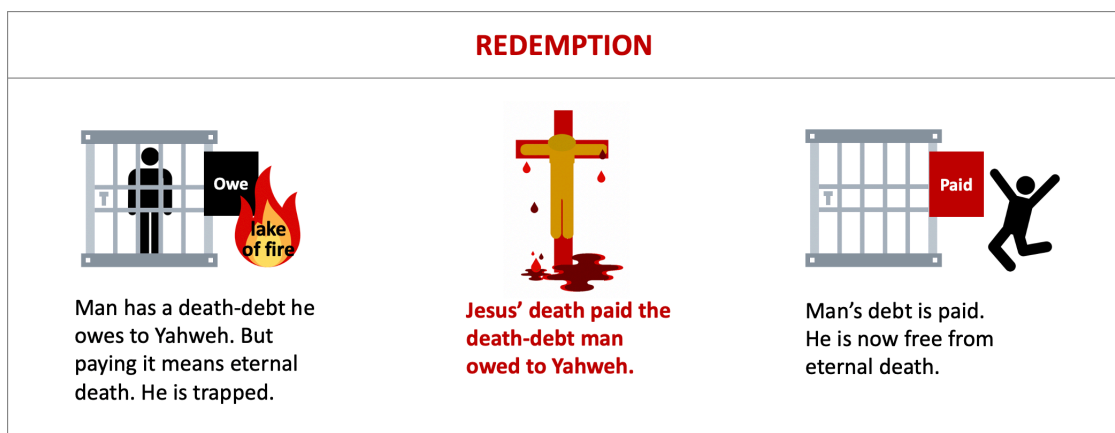 REDEMPTION
Owe
lake
of fire
Man has a death-debt he
owes to Yahweh. But
paying it means eternal
death. He is trapped.
Jesus’ death paid the
death-debt man
owed to Yahweh.
Paid
Man’s debt is paid.
He is now free from
eternal death.